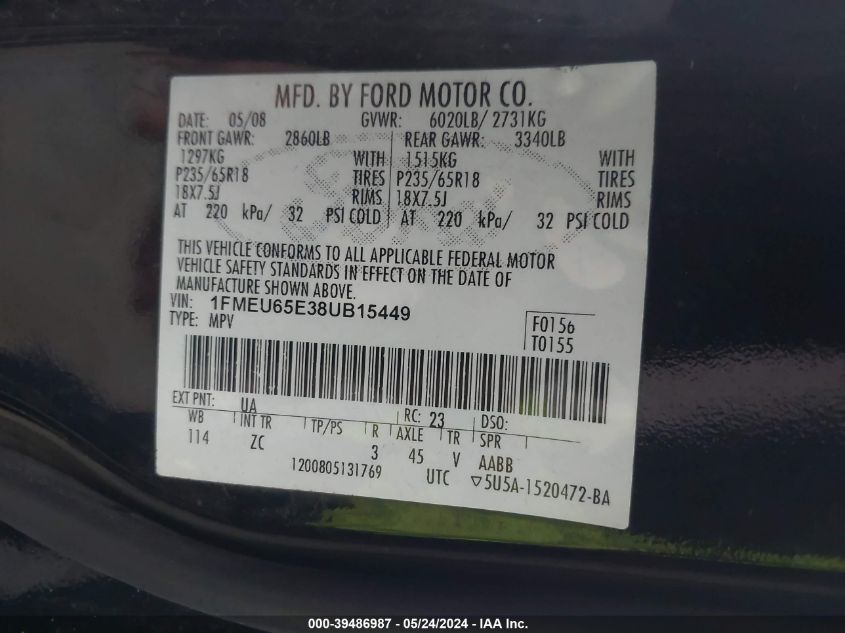 MFD. BY FORD MOTOR CO.
DATE: 05/08 GVWR: 6020LB/ 2731KG
FRONT GAWR: 2860LB REAR GAWR: 3340LB
1297KG WITH 1515KG WITH
P235/65R18 TIRES P235/65R18 TIRES
18X7.5J RIMS 18X7.5J RIMS
AT 220 kPa/ 32 PSI COLD AT 220 kPa/ 32 PSI COLD
THIS VEHICLE CONFORMS TO ALL APPLICABLE FEDERAL MOTOR
VEHICLE SAFETY STANDARDS IN EFFECT ON THE DATE OF
MANUFACTURE SHOWN ABOVE.
VIN: 1FMEU65E38UB15449
TYPE: MPV
F0156
T0155
EXT PNT: UA RC: 23 DSO:
WB INT TR TP/PS R AXLE TR SPR
114 ZC 3 45 V AABB
1200805131769 UTC ▽5U5A-1520472-BA
000-39486987 - 05/24/2024 - IAA Inc.